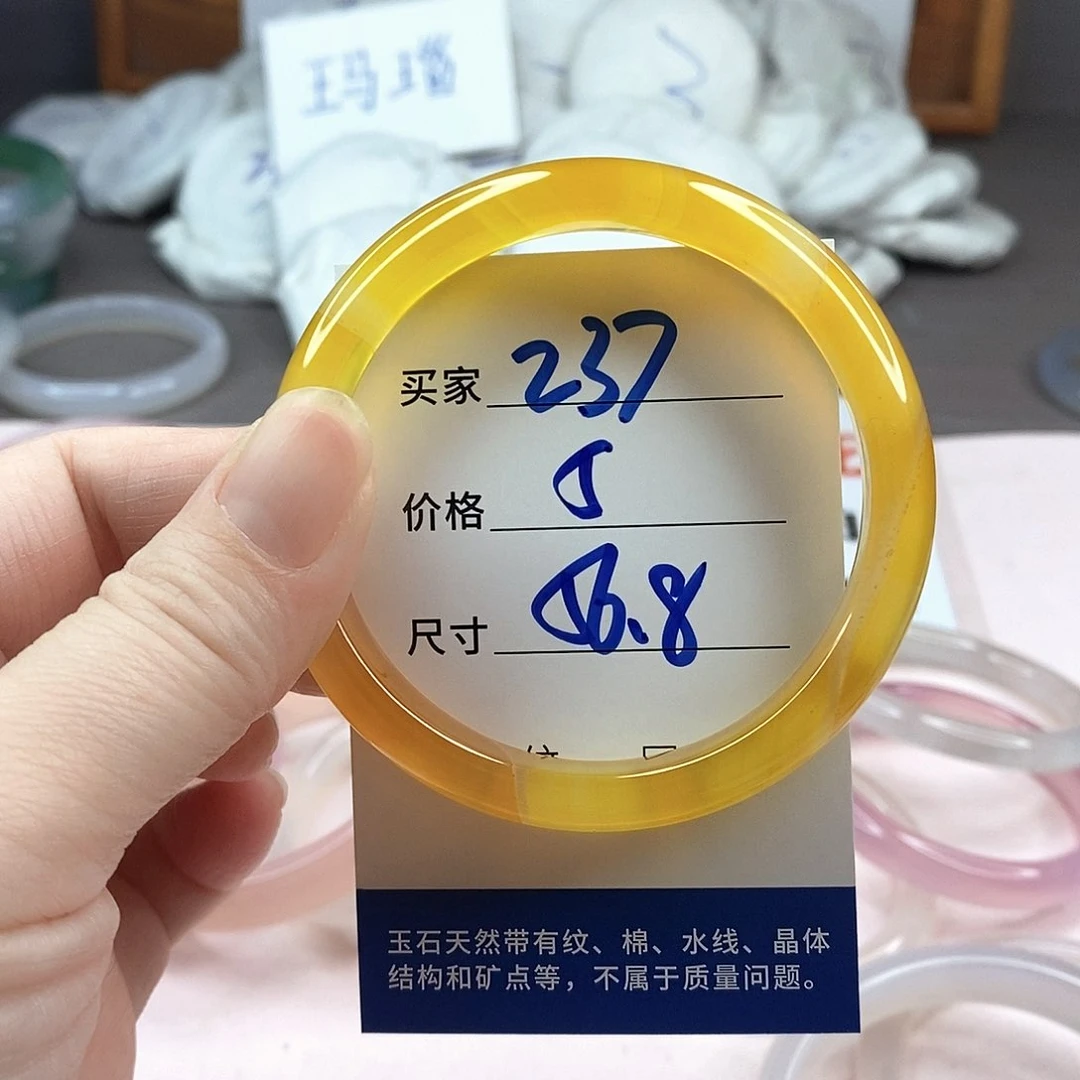 玉玛瑙
买家 237
价格 5
尺寸 56.8
玉石天然带有纹、棉、水线、晶体
结构和矿点等，不属于质量问题。